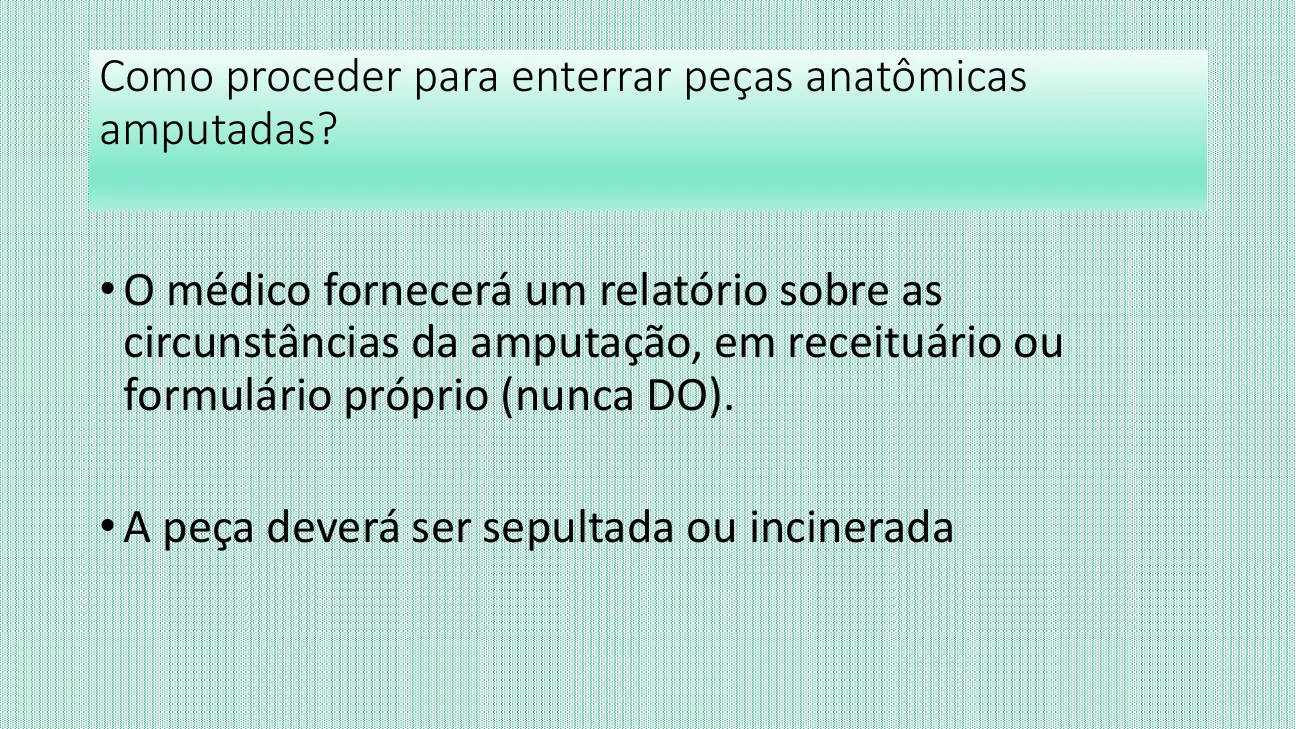 Como proceder para enterrar peças anatômicas
amputadas?
• O médico fornecerá um relatório sobre as
circunstâncias da amputação, em receituário ou
formulário próprio (nunca DO).
• A peça deverá ser sepultada ou incinerada